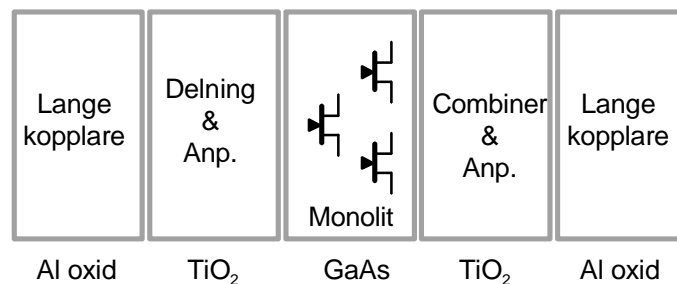 Lange
kopplare
Delning
&
Anp.
Monolit
Combiner
&
Anp.
Lange
kopplare
Al oxid
TiO₂
GaAs
TiO₂
Al oxid